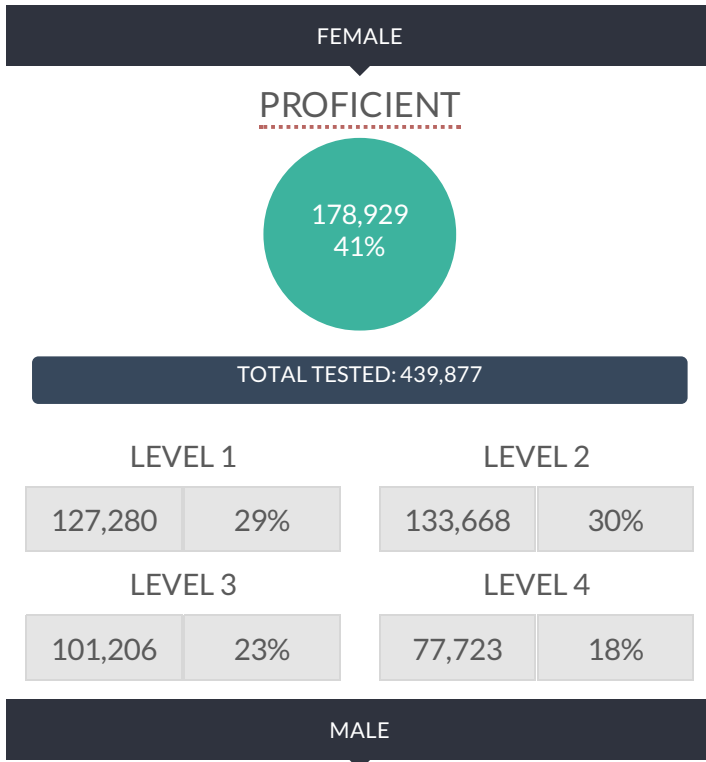 FEMALE
PROFICIENT
178,929
41%
TOTAL TESTED: 439,877
LEVEL 1
127,280 29%
LEVEL 2
133,668 30%
LEVEL 3
101,206 23%
LEVEL 4
77,723 18%
MALE